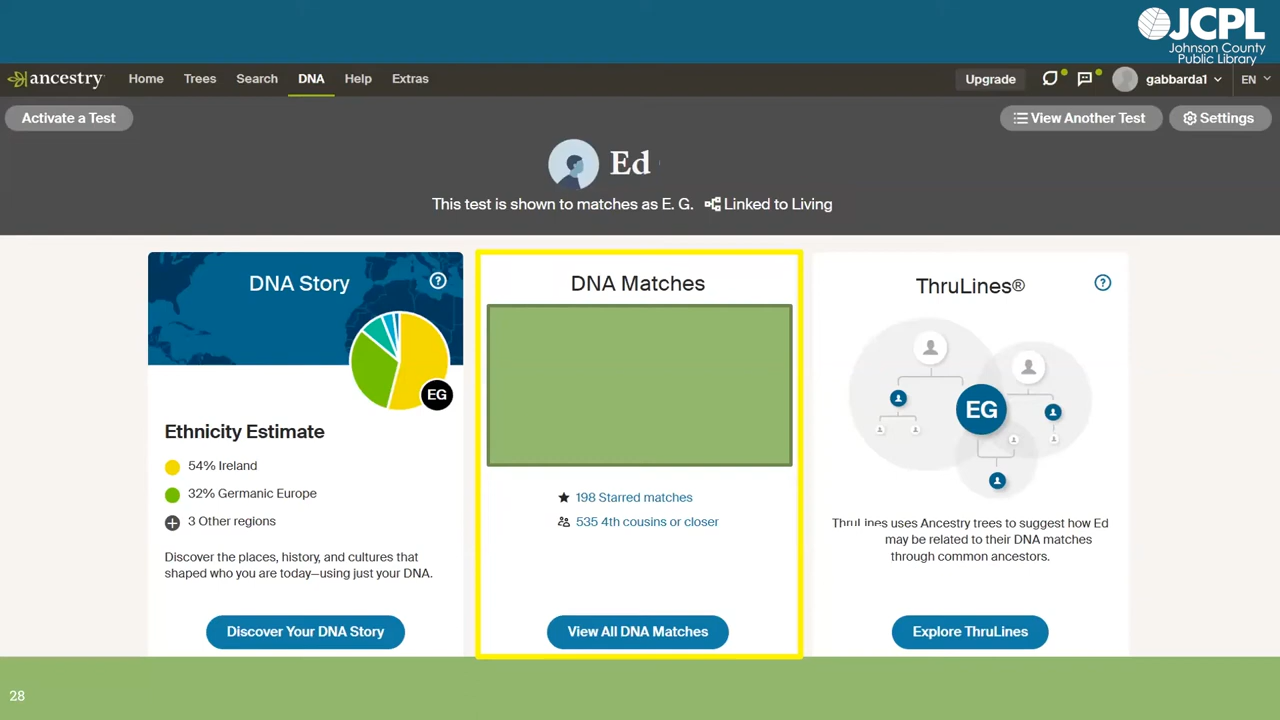 JCPL
Johnson County
Public Library
ancestry Home Trees Search DNA Help Extras Upgrade gabbarda1 EN
Activate a Test View Another Test Settings
Ed
This test is shown to matches as E. G. Linked to Living
DNA Story ?
EG
Ethnicity Estimate
54% Ireland
32% Germanic Europe
3 Other regions
Discover the places, history, and cultures that
shaped who you are today—using just your DNA.
Discover Your DNA Story
DNA Matches
198 Starred matches
535 4th cousins or closer
View All DNA Matches
ThruLines® ?
EG
ThruLines uses Ancestry trees to suggest how Ed
may be related to their DNA matches
through common ancestors.
Explore ThruLines
28